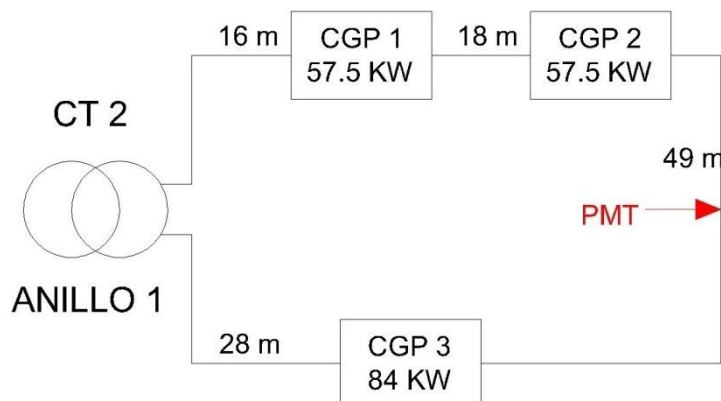 16 m
CGP 1
57.5 KW
18 m
CGP 2
57.5 KW
CT 2
49 m
PMT
ANILLO 1
28 m
CGP 3
84 KW